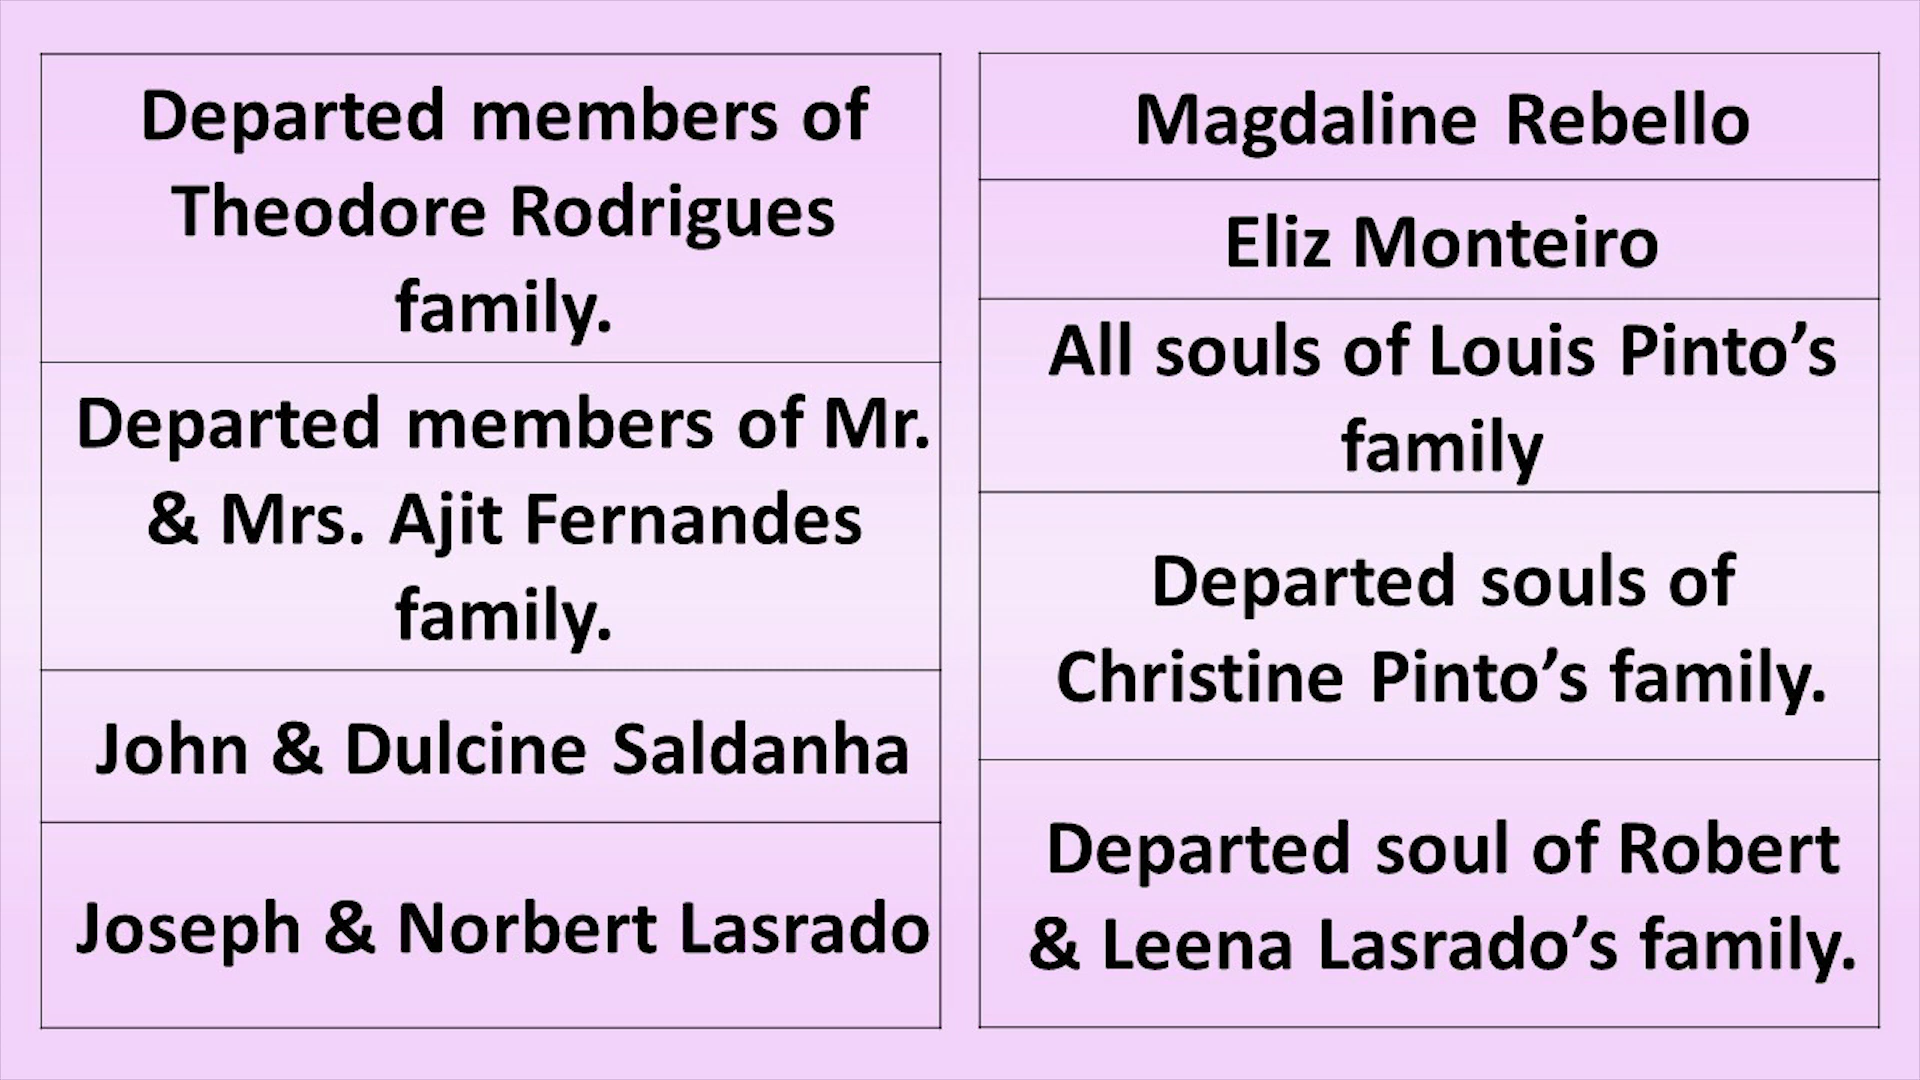 Departed members of
Theodore Rodrigues
family.
Departed members of Mr.
& Mrs. Ajit Fernandes
family.
John & Dulcine Saldanha
Joseph & Norbert Lasrado
Magdaline Rebello
Eliz Monteiro
All souls of Louis Pinto’s
family
Departed souls of
Christine Pinto’s family.
Departed soul of Robert
& Leena Lasrado’s family.